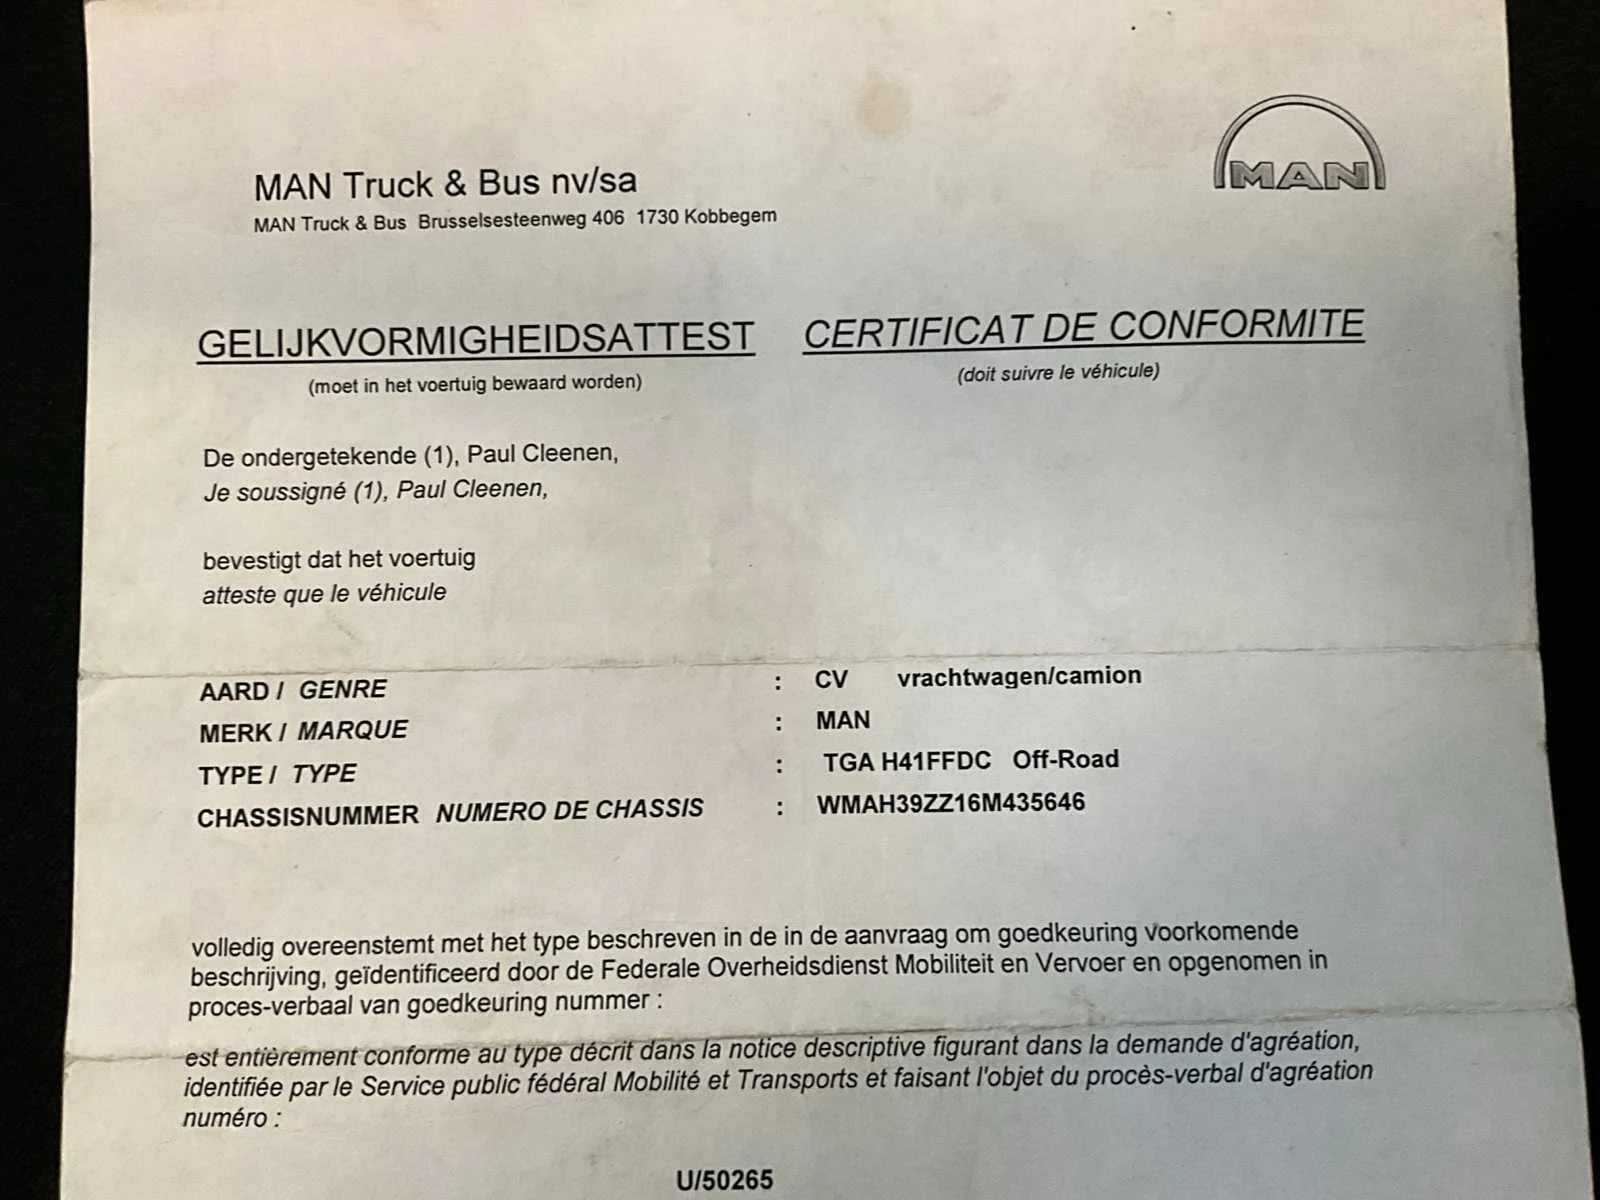 MAN
MAN Truck & Bus nv/sa
MAN Truck & Bus Brusselsesteenweg 406 1730 Kobbegem
GELIJKVORMIGHEIDSATTEST CERTIFICAT DE CONFORMITE
(moet in het voertuig bewaard worden) (doit suivre le véhicule)
De ondergetekende (1), Paul Cleenen,
Je soussigné (1), Paul Cleenen,
bevestigt dat het voertuig
atteste que le véhicule
AARD / GENRE : CV vrachtwagen/camion
MERK / MARQUE : MAN
TYPE / TYPE : TGA H41FFDC Off-Road
CHASSISNUMMER NUMERO DE CHASSIS : WMAH39ZZ16M435646
volledig overeenstemt met het type beschreven in de in de aanvraag om goedkeuring voorkomende
beschrijving, geïdentificeerd door de Federale Overheidsdienst Mobiliteit en Vervoer en opgenomen in
proces-verbaal van goedkeuring nummer :
est entièrement conforme au type décrit dans la notice descriptive figurant dans la demande d'agréation,
identifiée par le Service public fédéral Mobilité et Transports et faisant l'objet du procès-verbal d'agréation
numéro :
U/50265